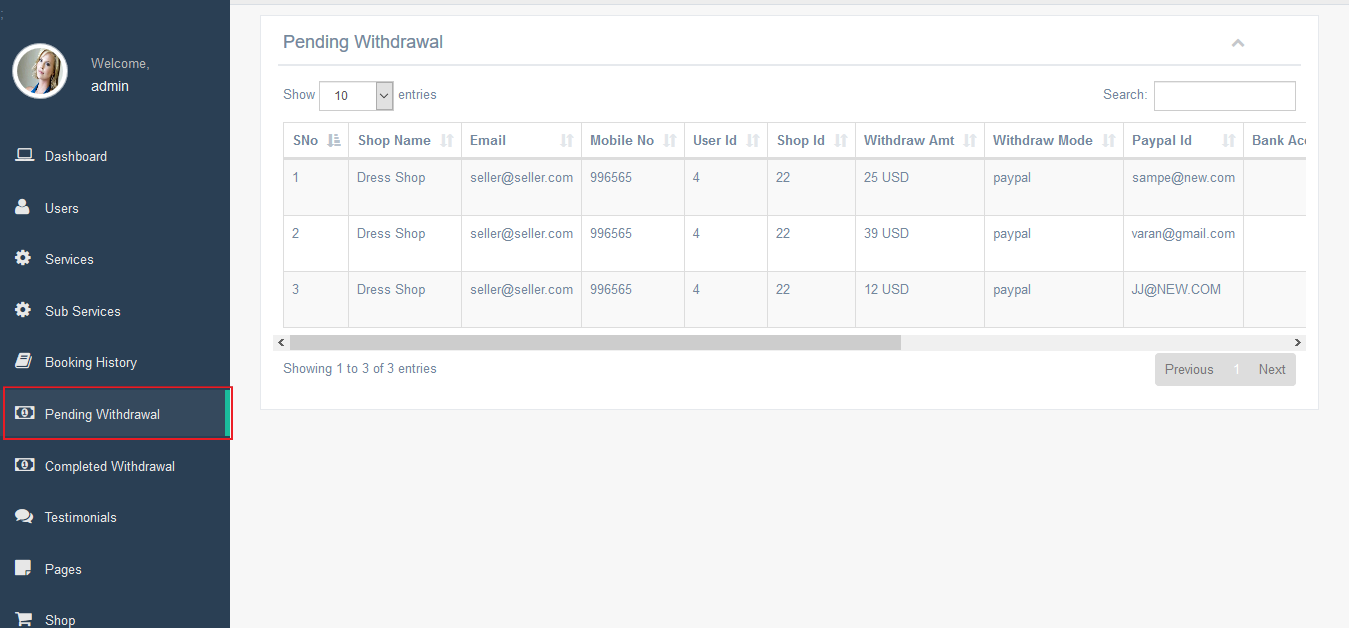 ;
Welcome,
admin
Dashboard
Users
Services
Sub Services
Booking History
Pending Withdrawal
Completed Withdrawal
Testimonials
Pages
Shop
Pending Withdrawal
Show 10 entries Search:
SNo Shop Name Email Mobile No User Id Shop Id Withdraw Amt Withdraw Mode Paypal Id Bank Acc
1 Dress Shop seller@seller.com 996565 4 22 25 USD paypal sampe@new.com
2 Dress Shop seller@seller.com 996565 4 22 39 USD paypal varan@gmail.com
3 Dress Shop seller@seller.com 996565 4 22 12 USD paypal JJ@NEW.COM
Showing 1 to 3 of 3 entries Previous 1 Next